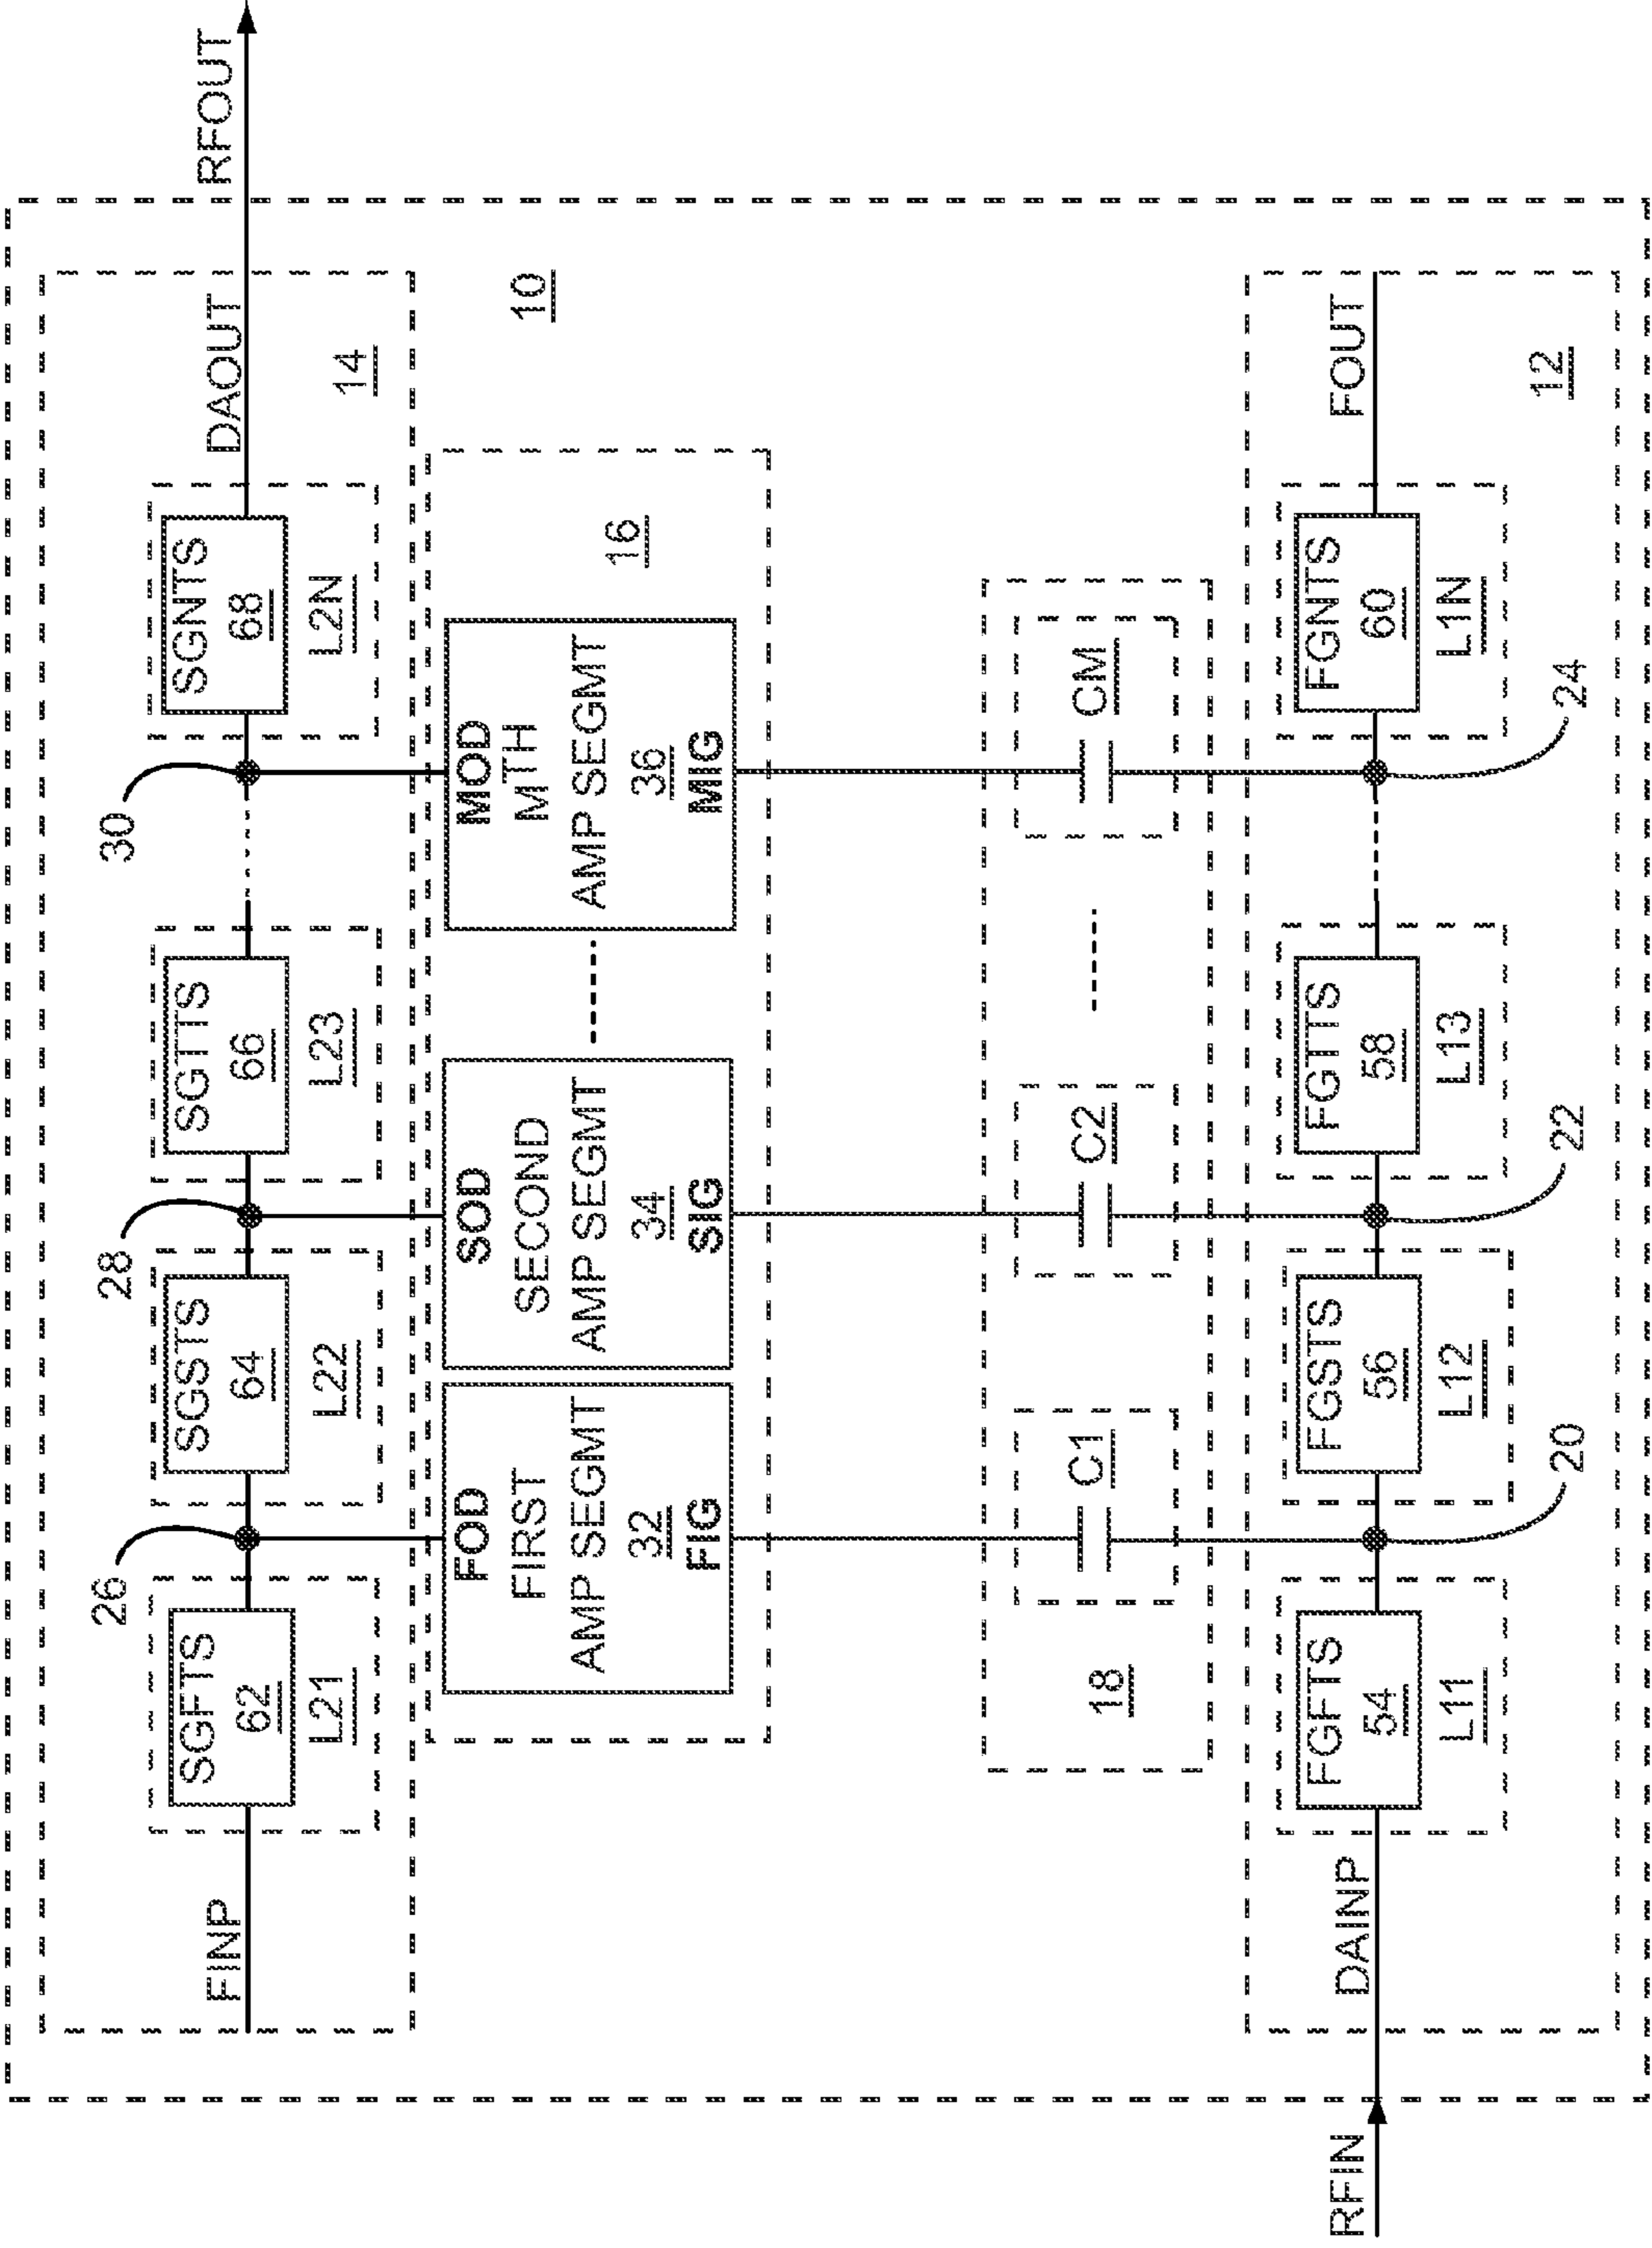 RFOUT
10
DAOUT
14
FINP
SGFTS
62
L21
26
SGSTS
64
L22
28
SGTTS
66
L23
30
SGNTS
68
L2N
16
FOD
FIRST
AMP SEGMT
32
FIG
SOD
SECOND
AMP SEGMT
34
SIG
MOD
MTH
AMP SEGMT
36
MIG
18
C1
C2
CM
RFIN
DAINP
FGFTS
54
L11
20
FGSTS
56
L12
22
FGTTS
58
L13
24
FGNTS
60
L1N
FOUT
12